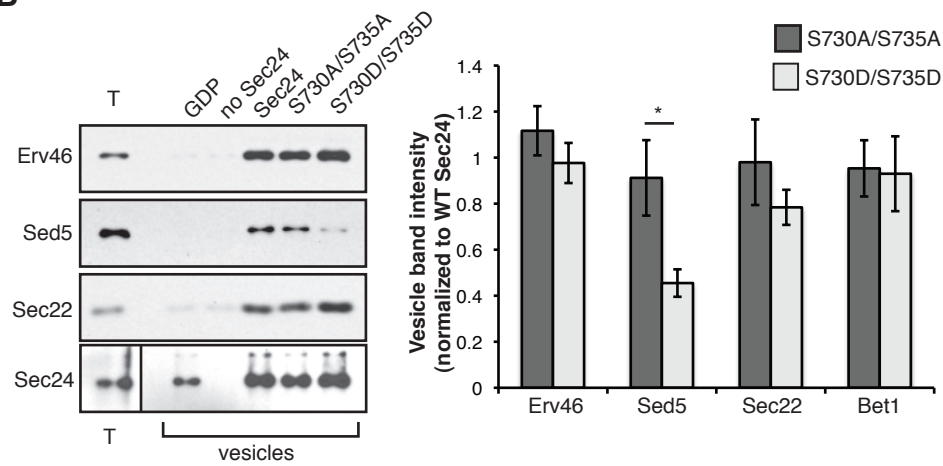 T
GDP
no Sec24
Sec24
S730A/S735A
S730D/S735D
Erv46
Sed5
Sec22
Sec24
T
vesicles
S730A/S735A
S730D/S735D
Vesicle band intensity
(normalized to WT Sec24)
1.4
1.2
1
0.8
0.6
0.4
0.2
0
*
Erv46 Sed5 Sec22 Bet1